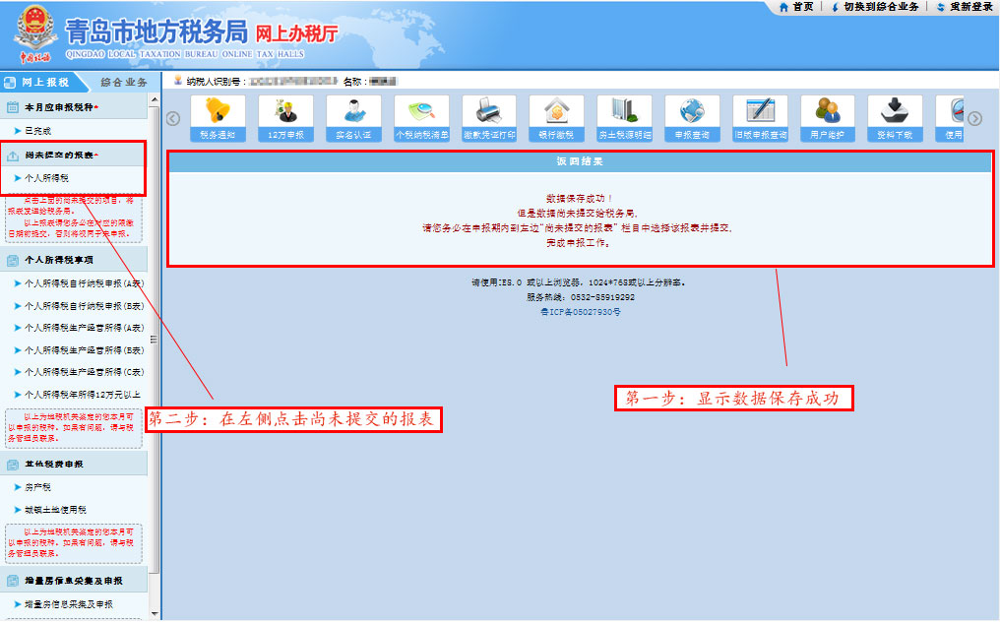 首页 切换到综合业务 重新登录
青岛市地方税务局 网上办税厅
QINGDAO LOCAL TAXATION BUREAU ONLINE TAX HALLS
中国税务
网上报税 综合业务
纳税人识别号： 名称：
税务通知 12万申报 实名认证 个税纳税清单 缴款凭证打印 银行缴税 房土税源明细 申报查询 旧版申报查询 用户维护 资料下载 使用
本月应申报税种*
已完成
尚未提交的报表*
个人所得税
点击上面的尚未提交的项目，将
报表发送给税务局。
以上报表请您务必在对应的限缴
日期前提交，否则将视同于未申报。
个人所得税事项
个人所得税自行纳税申报(A表)
个人所得税自行纳税申报(B表)
个人所得税生产经营所得(A表)
个人所得税生产经营所得(B表)
个人所得税生产经营所得(C表)
个人所得税年所得12万元以上
以上为地税机关鉴定的您本月可
以申报的税种。如果有问题，请与税
务管理员联系。
其他税费申报
房产税
城镇土地使用税
以上为地税机关鉴定的您本月可
以申报的税种。如果有问题，请与税
务管理员联系。
增量房信息采集及申报
增量房信息采集及申报
返回结果
数据保存成功！
但是数据尚未提交给税务局，
请您务必在申报期内到左边“尚未提交的报表”栏目中选择该报表并提交，
完成申报工作。
请使用IE8.0 或以上浏览器，1024*768或以上分辨率。
服务热线：0532-85919292
鲁ICP备05027930号
第一步：显示数据保存成功
第二步：在左侧点击尚未提交的报表